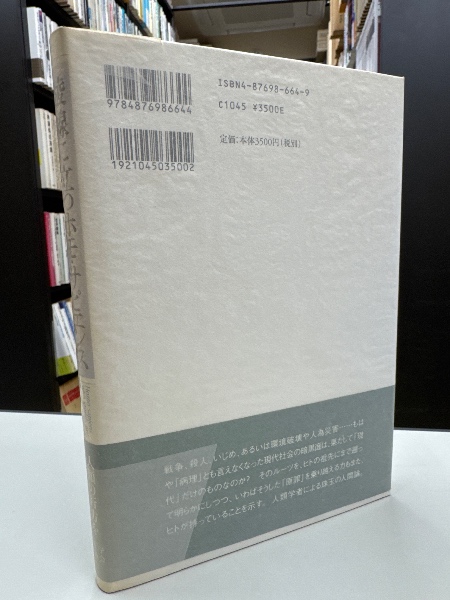 ISBN4-87698-664-9
C1045 ¥3500E
定価:本体3500円(税別)
9784876986644
1921045035002
戦争、殺人、いじめ、あるいは環境破壊や人為災害……もは
や「病理」とも言えなくなった現代社会の暗黒面は、果たして「現
代」だけのものなのか? そのルーツを、ヒトの祖先にまで遡っ
て明らかにしつつ、いわばそうした「原罪」を乗り越える力もまた、
ヒトが持っていることを示す。人類学者による珠玉の人間論。